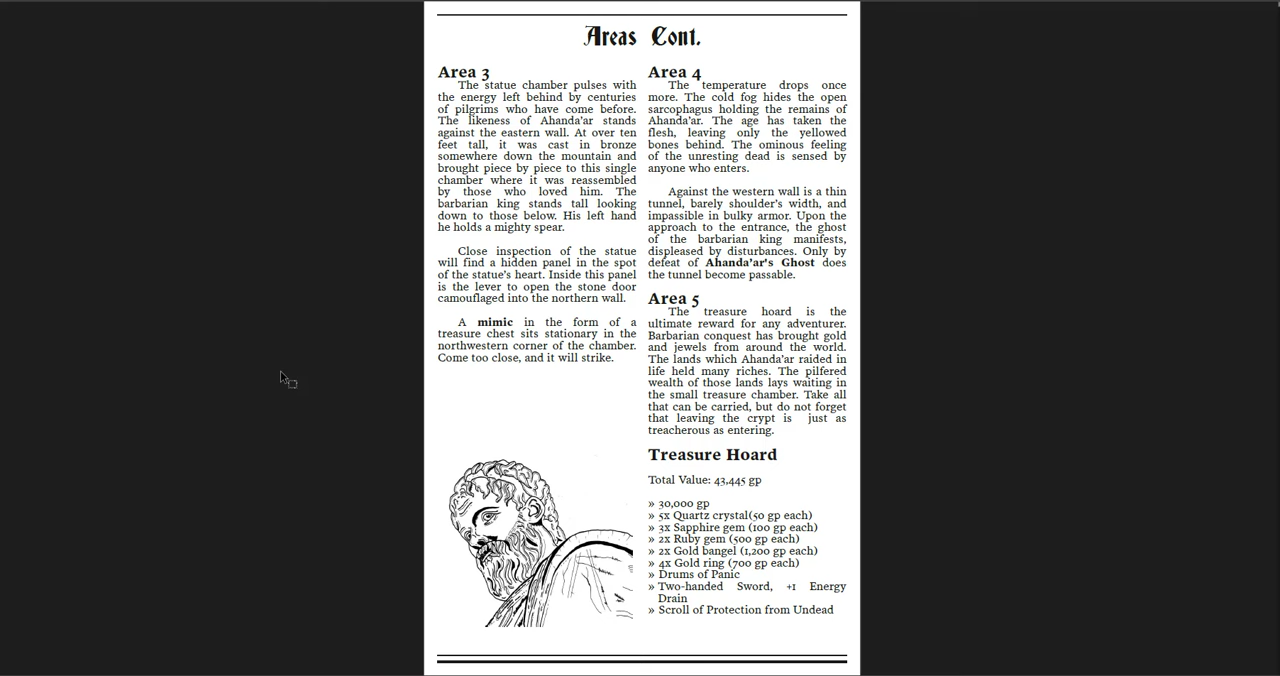 Areas Cont.
Area 3
The statue chamber pulses with
the energy left behind by centuries
of pilgrims who have come before.
The likeness of Ahanda'ar stands
against the eastern wall. At over ten
feet tall, it was cast in bronze
somewhere down the mountain and
brought piece by piece to this single
chamber where it was reassembled
by those who loved him. The
barbarian king stands tall looking
down to those below. His left hand
he holds a mighty spear.
Close inspection of the statue
will find a hidden panel in the spot
of the statue's heart. Inside this panel
is the lever to open the stone door
camouflaged into the northern wall.
A mimic in the form of a
treasure chest sits stationary in the
northwestern corner of the chamber.
Come too close, and it will strike.
Area 4
The temperature drops once
more. The cold fog hides the open
sarcophagus holding the remains of
Ahanda'ar. The age has taken the
flesh, leaving only the yellowed
bones behind. The ominous feeling
of the unresting dead is sensed by
anyone who enters.
Against the western wall is a thin
tunnel, barely shoulder's width, and
impassible in bulky armor. Upon the
approach to the entrance, the ghost
of the barbarian king manifests,
displeased by disturbances. Only by
defeat of Ahanda'ar's Ghost does
the tunnel become passable.
Area 5
The treasure hoard is the
ultimate reward for any adventurer.
Barbarian conquest has brought gold
and jewels from around the world.
The lands which Ahanda'ar raided in
life held many riches. The pilfered
wealth of those lands lays waiting in
the small treasure chamber. Take all
that can be carried, but do not forget
that leaving the crypt is just as
treacherous as entering.
Treasure Hoard
Total Value: 43,445 gp
» 30,000 gp
» 5x Quartz crystal(50 gp each)
» 3x Sapphire gem (100 gp each)
» 2x Ruby gem (500 gp each)
» 2x Gold bangel (1,200 gp each)
» 4x Gold ring (700 gp each)
» Drums of Panic
» Two-handed Sword, +1 Energy
Drain
» Scroll of Protection from Undead